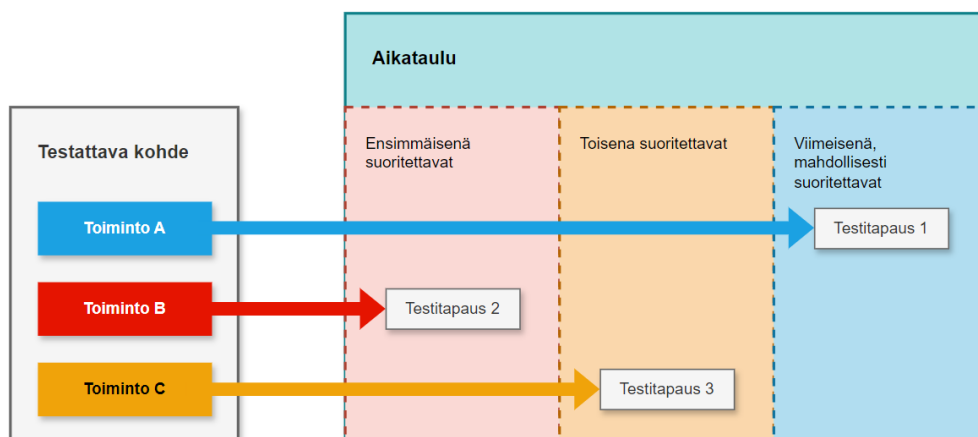 Aikataulu
Testattava kohde
Ensimmäisenä
suoritettavat
Toisena suoritettavat
Viimeisenä,
mahdollisesti
suoritettavat
Toiminto A
Testitapaus 1
Toiminto B
Testitapaus 2
Toiminto C
Testitapaus 3